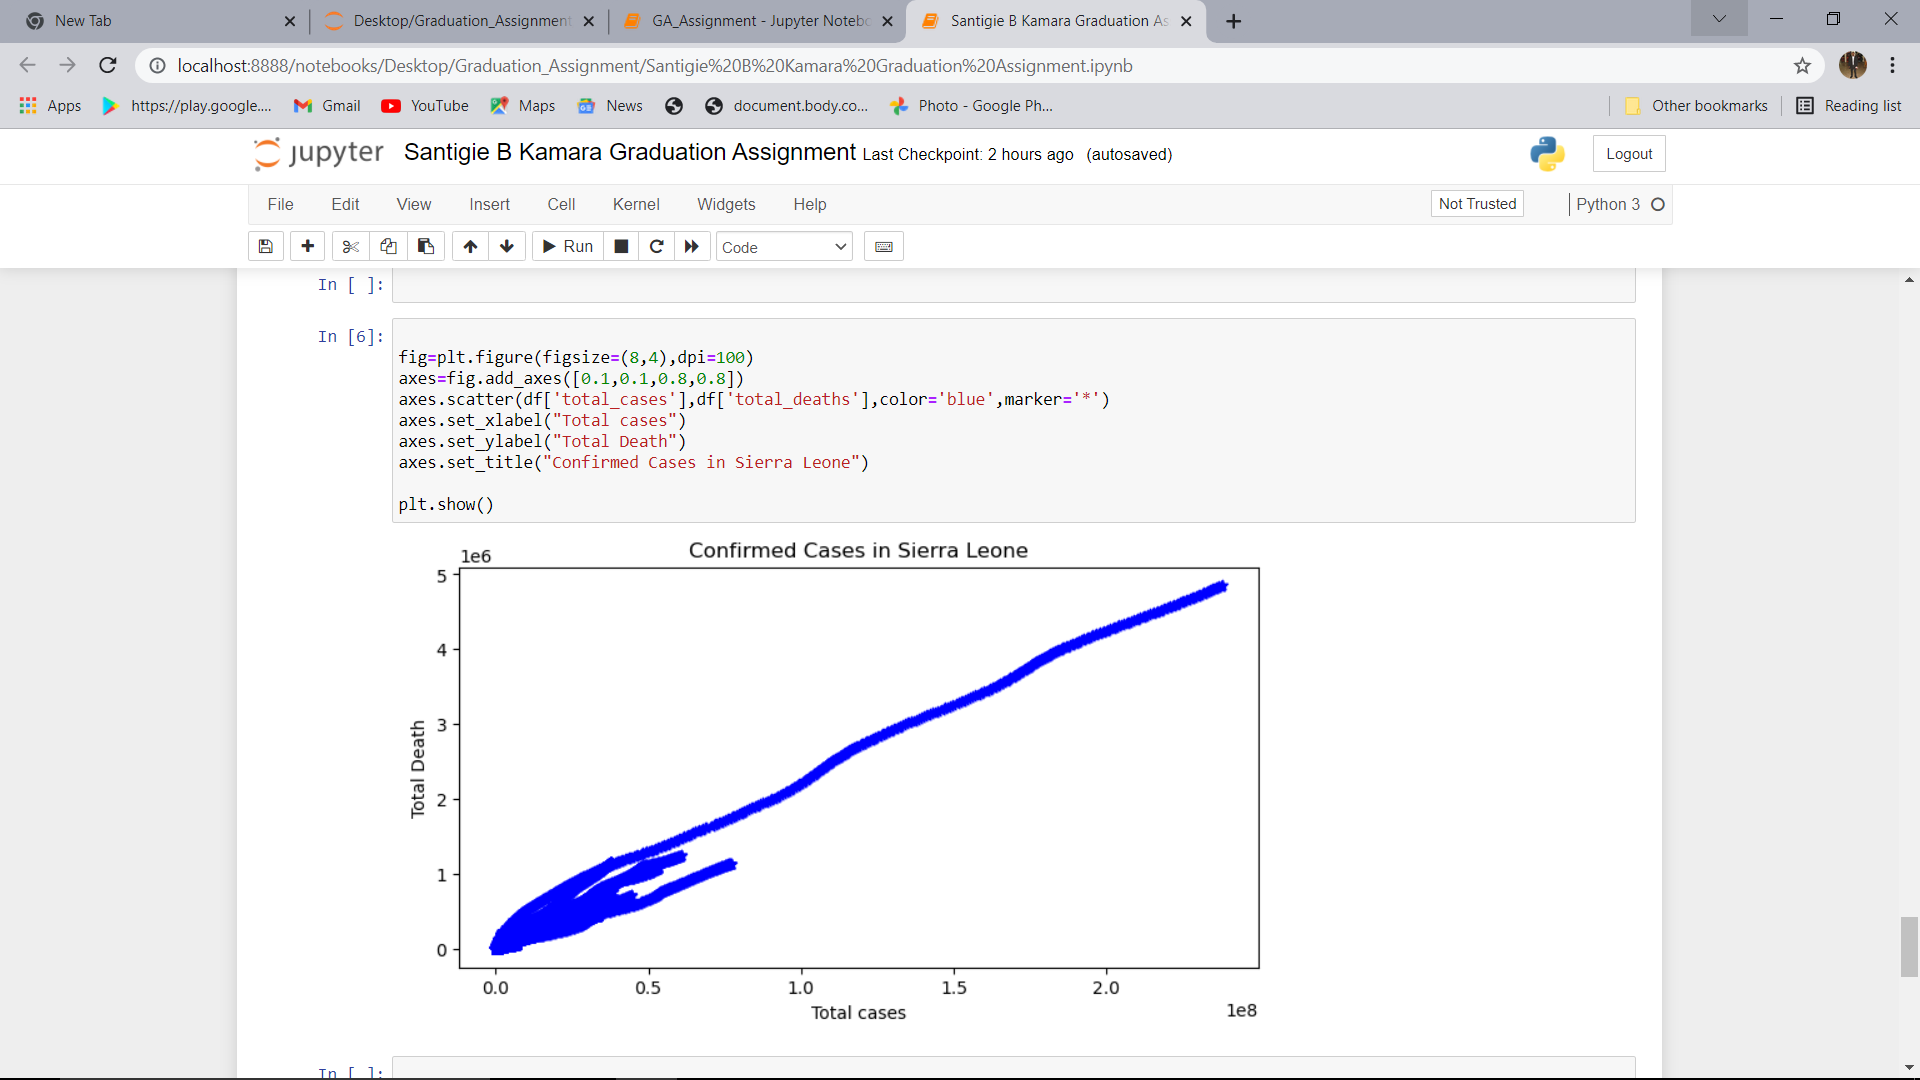 New Tab
Desktop/Graduation_Assignment
GA_Assignment - Jupyter Notebo
Santigie B Kamara Graduation As
localhost:8888/notebooks/Desktop/Graduation_Assignment/Santigie%20B%20Kamara%20Graduation%20Assignment.ipynb
Apps
https://play.google....
Gmail
YouTube
Maps
News
document.body.co...
Photo - Google Ph...
Other bookmarks
Reading list
jupyter
Santigie B Kamara Graduation Assignment Last Checkpoint: 2 hours ago (autosaved)
Logout
File Edit View Insert Cell Kernel Widgets Help
Not Trusted
Python 3
Run
Code
In [ ]:
In [6]:
fig=plt.figure(figsize=(8,4),dpi=100)
axes=fig.add_axes([0.1,0.1,0.8,0.8])
axes.scatter(df['total_cases'],df['total_deaths'],color='blue',marker='*')
axes.set_xlabel("Total cases")
axes.set_ylabel("Total Death")
axes.set_title("Confirmed Cases in Sierra Leone")
plt.show()
Confirmed Cases in Sierra Leone
1e6
5
4
3
2
1
0
Total Death
0.0 0.5 1.0 1.5 2.0
1e8
Total cases
In [ ]: